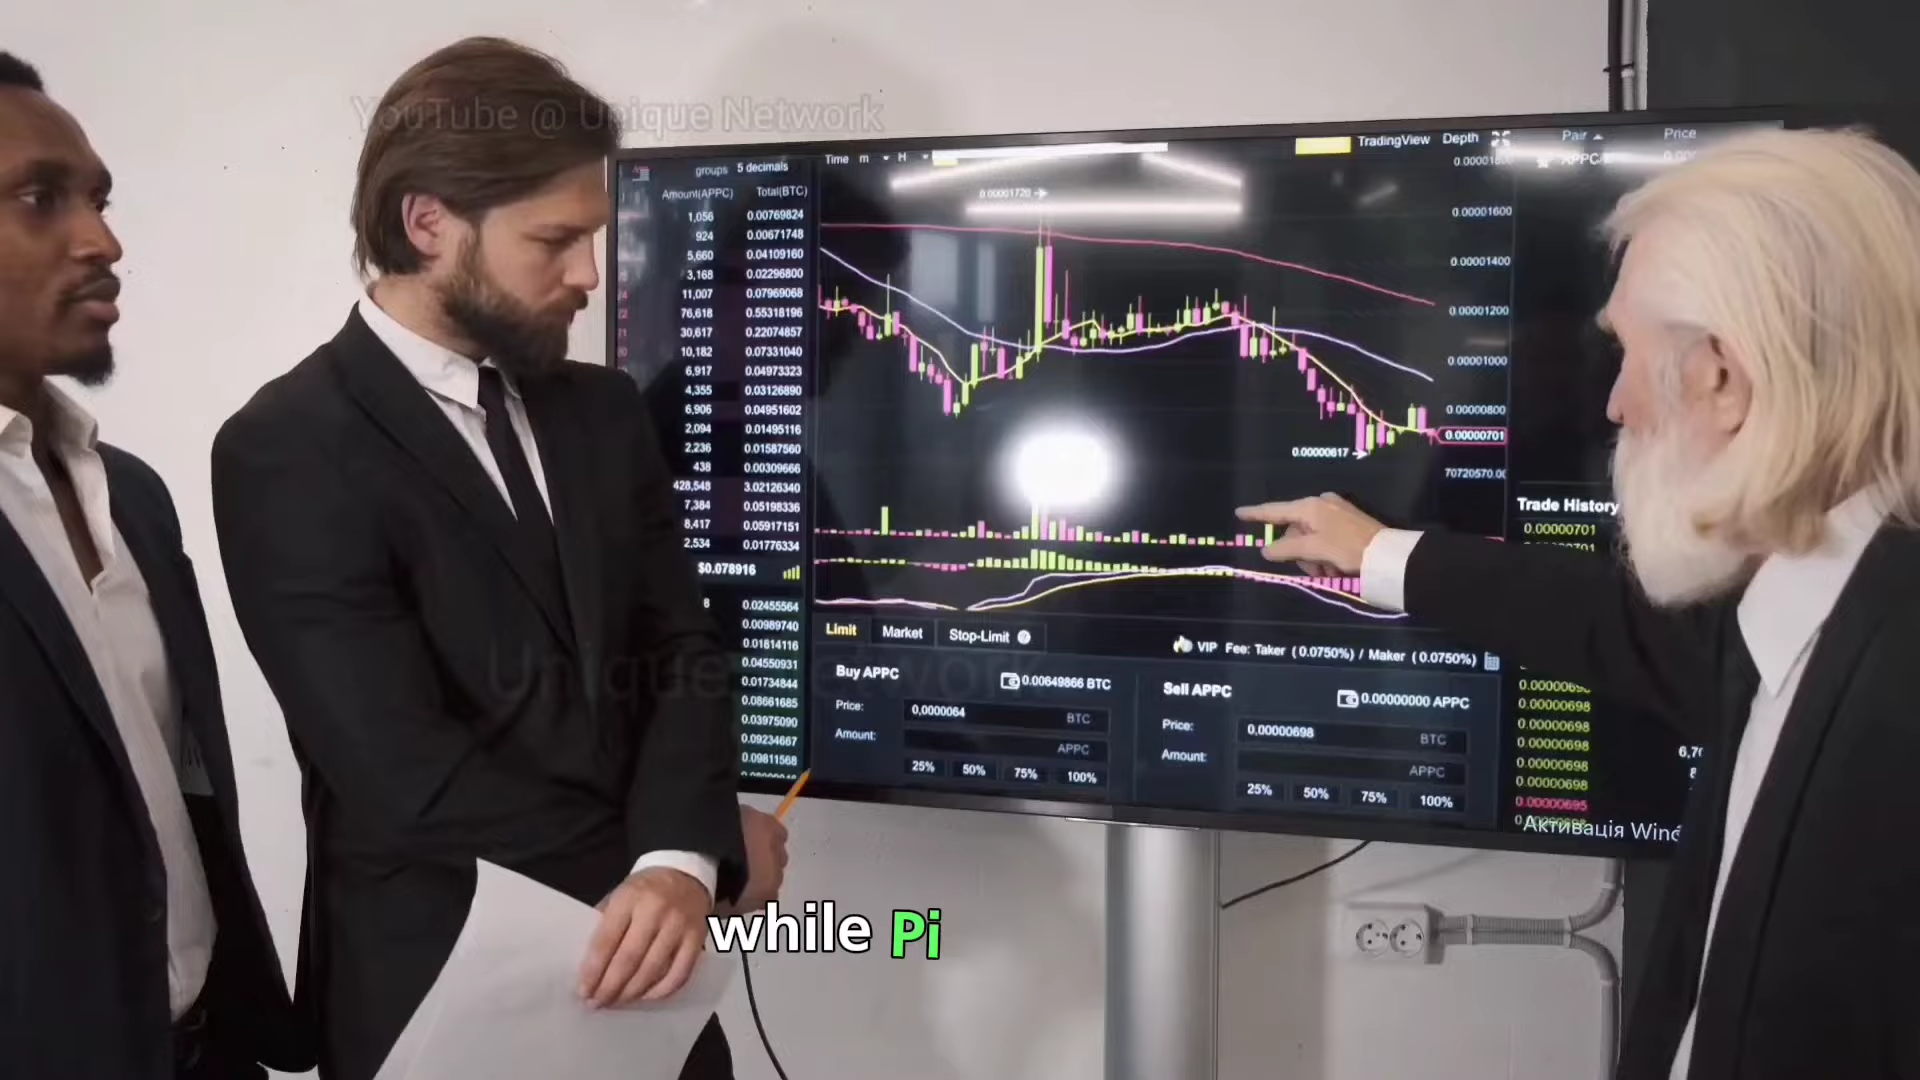 YouTube @ Unique Network
groups 5 decimals
Amount(APPC) Total(BTC)
1,056 0.00769824
924 0.00671748
5,660 0.04109160
3,168 0.02296800
11,007 0.07969068
76,618 0.55318196
30,617 0.22074857
10,182 0.07331040
6,917 0.04973323
4,355 0.03126890
6,906 0.04951602
2,094 0.01495116
2,236 0.01587560
438 0.00309666
428,548 3.02126340
7,384 0.05198336
8,417 0.05917151
2,534 0.01776334
$0.078916
8 0.02455564
0.00989740
0.01814116
0.04550931
0.01734844
0.08661685
0.03975090
0.09234667
0.09811568
Time m H
TradingView Depth
0.00001720
0.00001600
0.00001400
0.00001200
0.00001000
0.00000800
0.00000701
0.00000617
70720570.00
Pair Price
Trade History
0.00000701
Limit Market Stop-Limit
VIP Fee: Taker (0.0750%) / Maker (0.0750%)
Buy APPC 0.00649866 BTC
Price: 0,0000064 BTC
Amount: APPC
25% 50% 75% 100%
Sell APPC 0.00000000 APPC
Price: 0,00000698 BTC
Amount: APPC
25% 50% 75% 100%
0.00000698
0.00000698
0.00000698
0.00000698
0.00000698
0.00000695
Активація Wind
Unique Network
while Pi